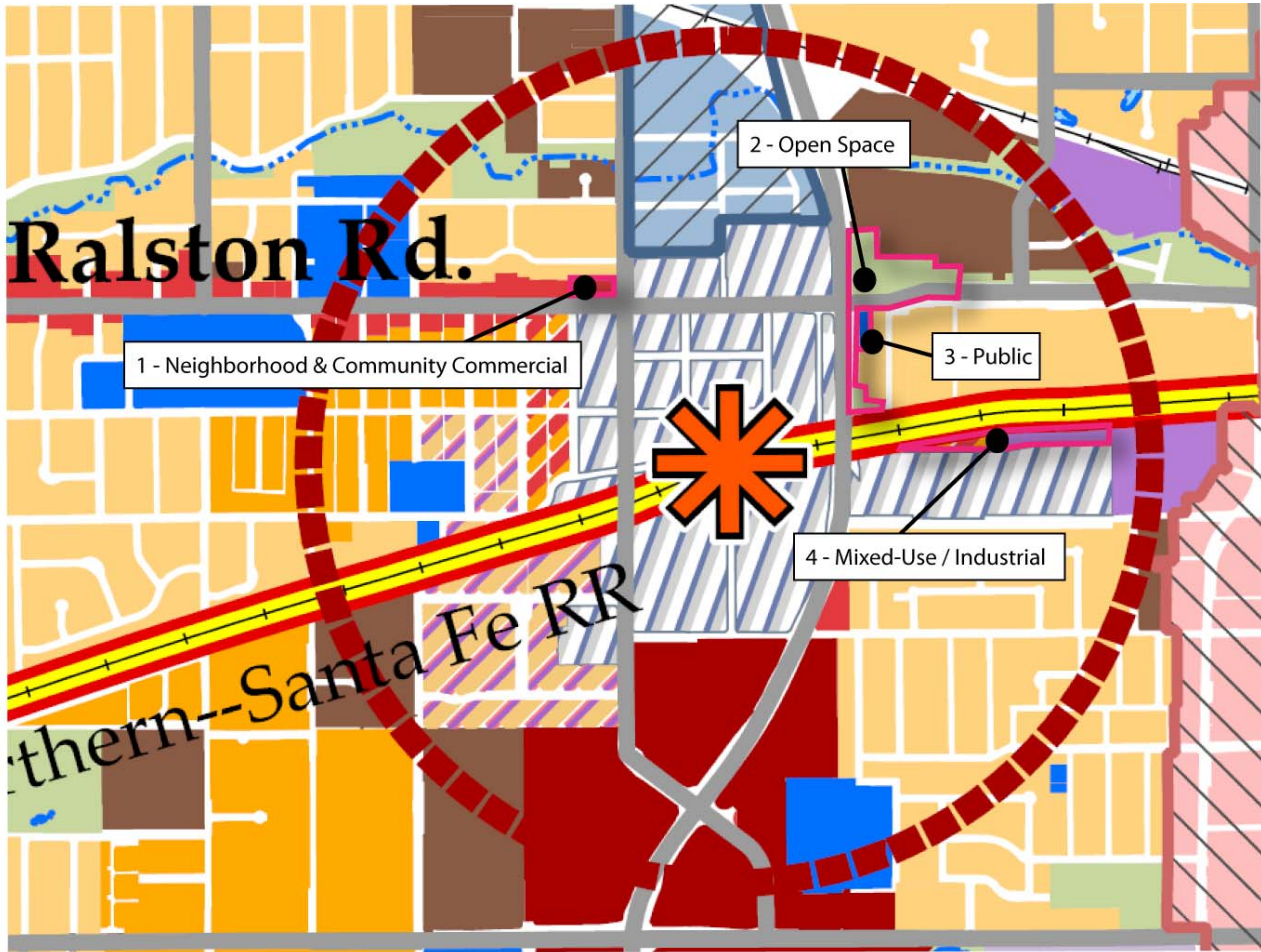 2 - Open Space
Ralston Rd.
1 - Neighborhood & Community Commercial
3 - Public
4 - Mixed-Use / Industrial
rthern--Santa Fe RR